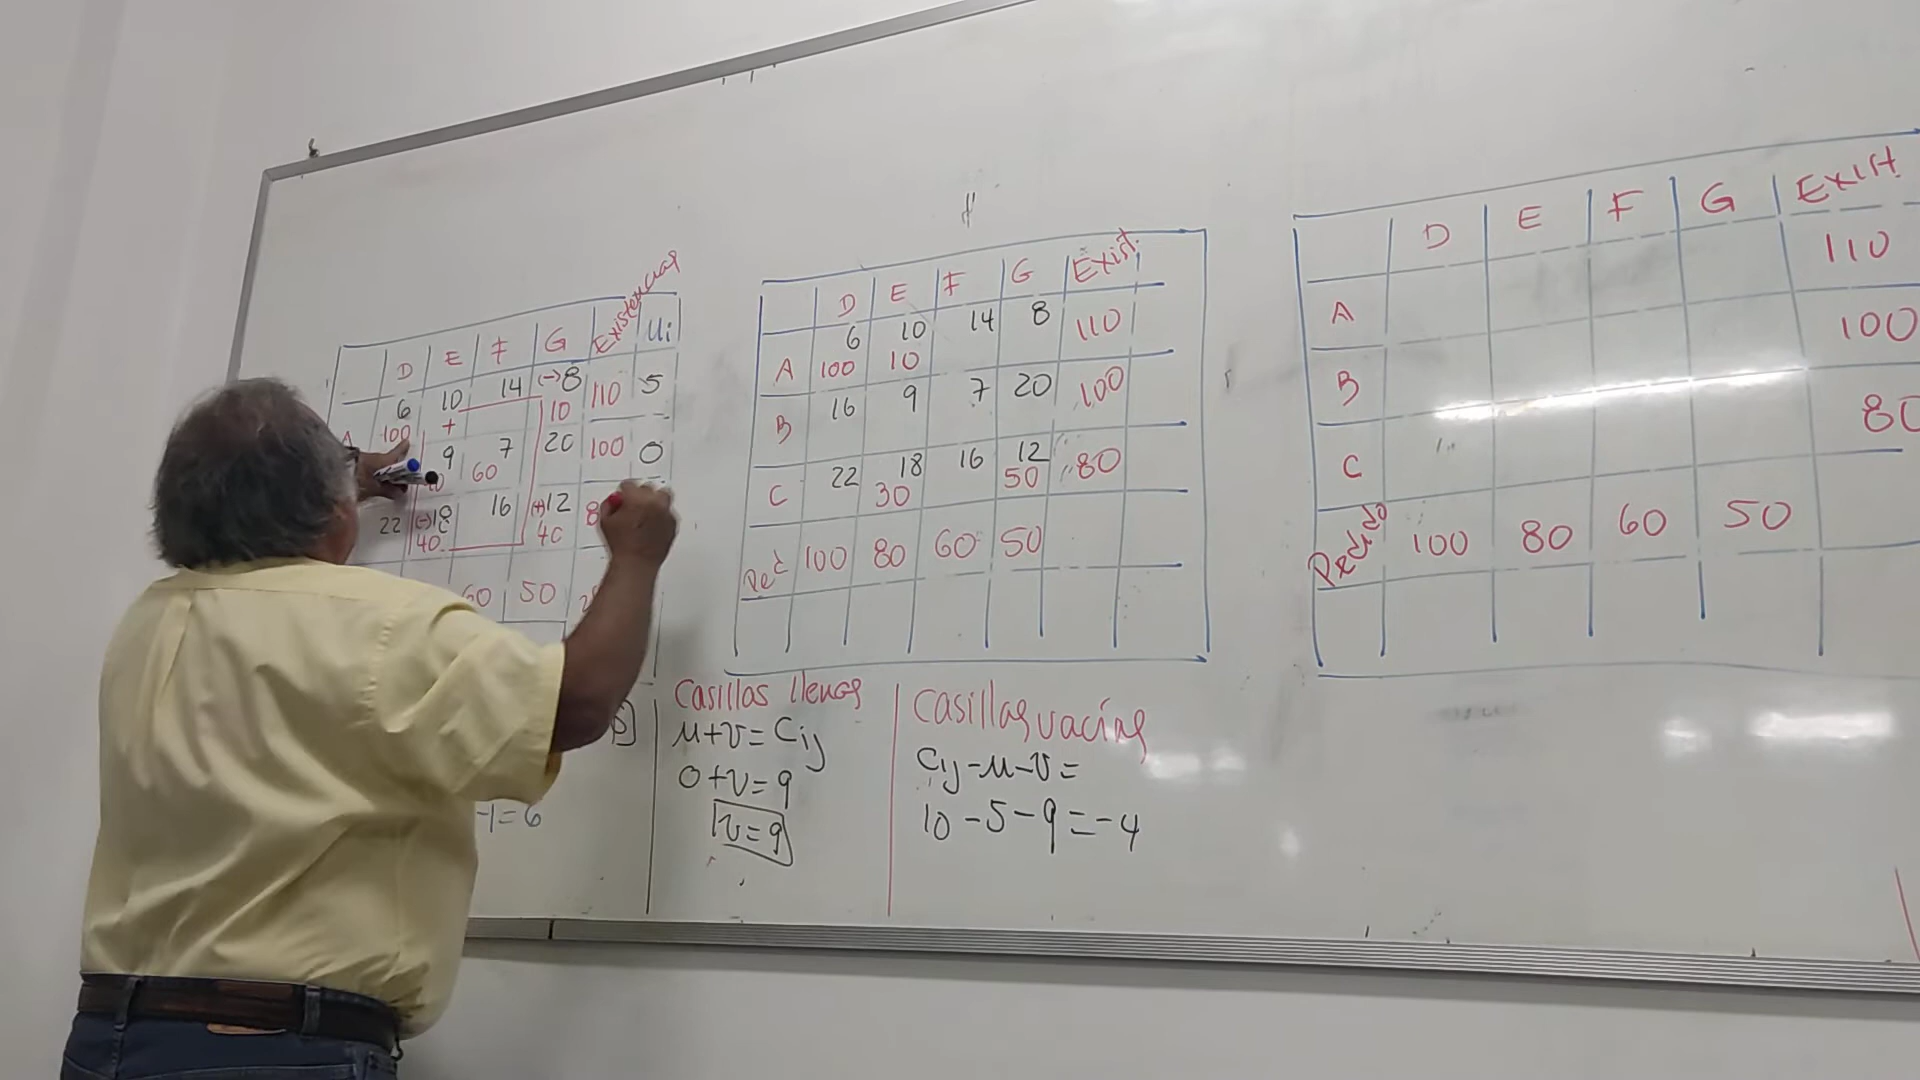 D E F G Existencias Ui
6 10 14 (-)8 110 5
A 100 + 10
9 7 20 100 0
60
22 (-)18 16 (+)12
40 40
60 50
-1=6
D E F G Exist.
6 10 14 8 110
A 100 10
16 9 7 20 100
B
22 18 16 12 80
C 30 50
Ped 100 80 60 50
Casillas llenas
u+v=Cij
0+v=9
v=9
Casillas vacías
Cij-u-v=
10-5-9=-4
D E F G Exist.
A 110
B 100
C 80
Pedido 100 80 60 50